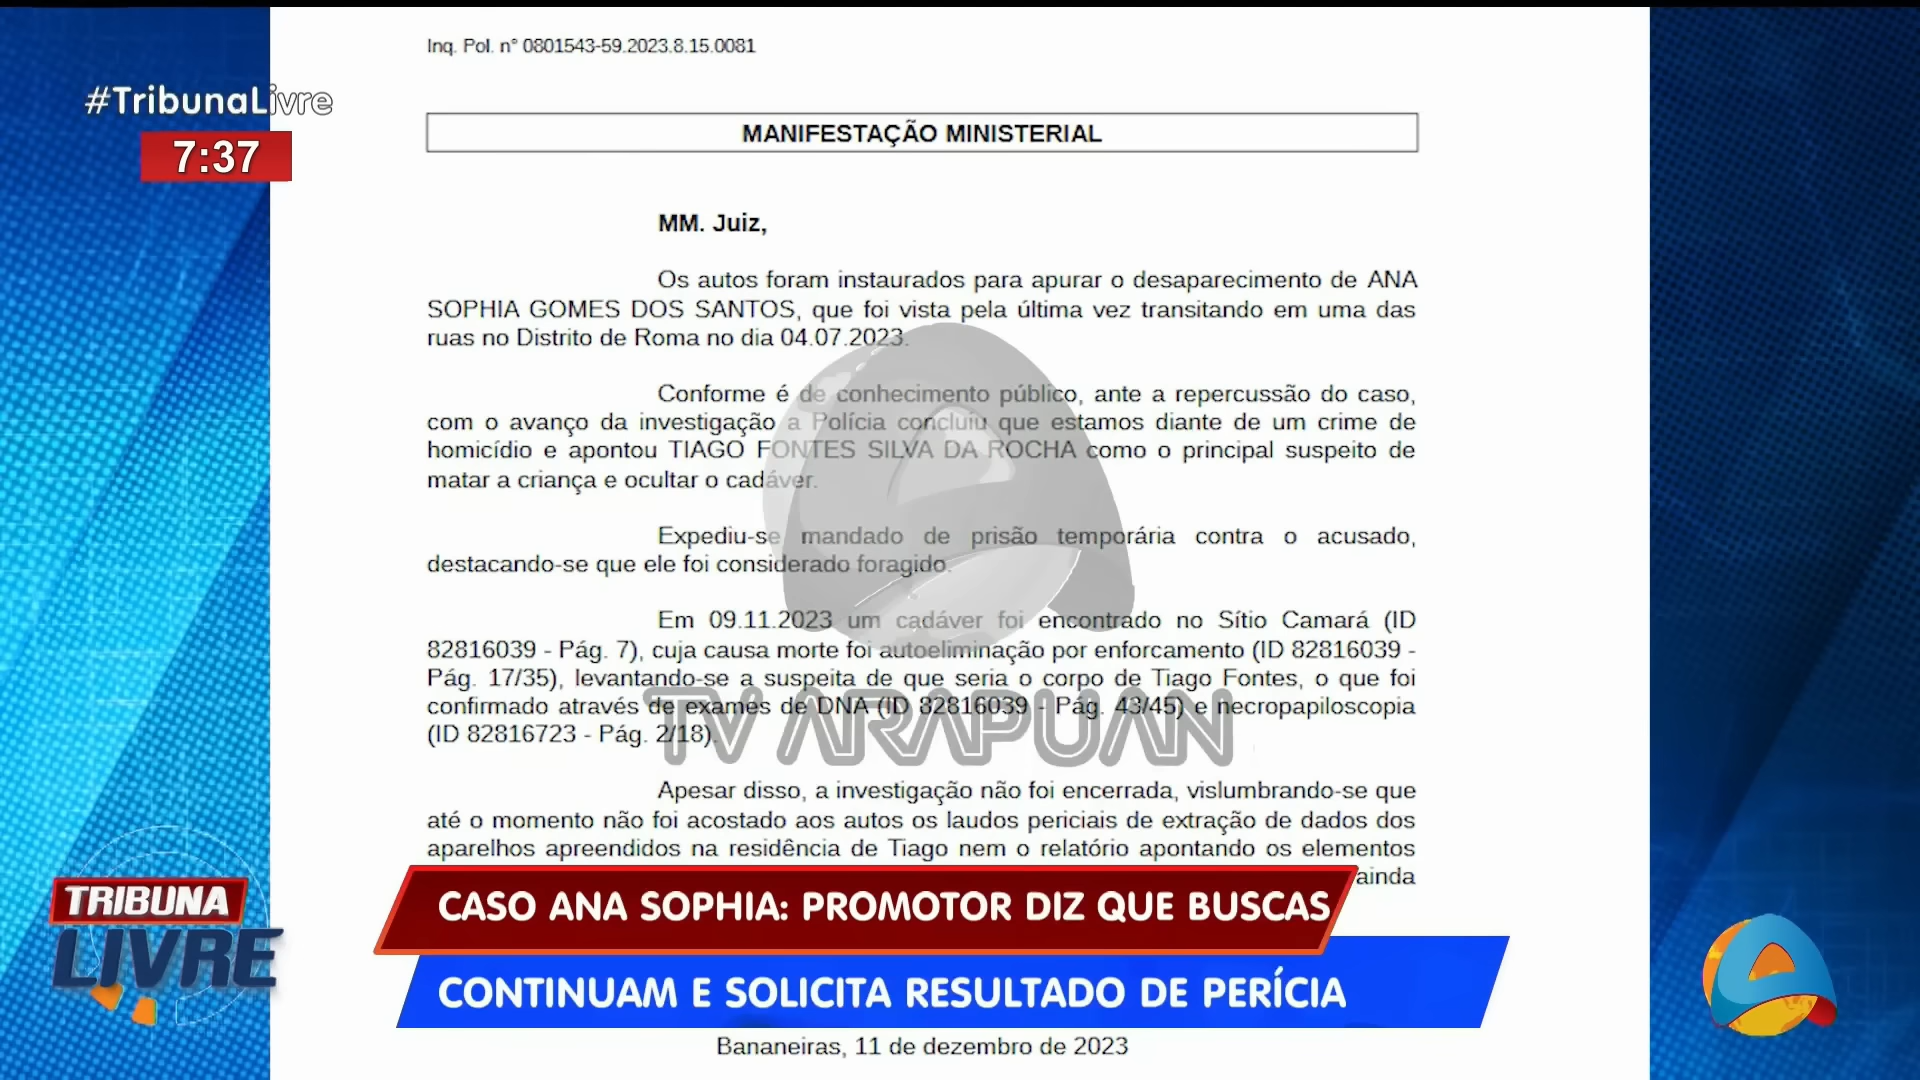 Inq. Pol. n° 0801543-59.2023.8.15.0081
#TribunaLivre
7:37
MANIFESTAÇÃO MINISTERIAL
MM. Juiz,
Os autos foram instaurados para apurar o desaparecimento de ANA
SOPHIA GOMES DOS SANTOS, que foi vista pela última vez transitando em uma das
ruas no Distrito de Roma no dia 04.07.2023.
Conforme é de conhecimento público, ante a repercussão do caso,
com o avanço da investigação a Polícia concluiu que estamos diante de um crime de
homicídio e apontou TIAGO FONTES SILVA DA ROCHA como o principal suspeito de
matar a criança e ocultar o cadáver.
Expediu-se mandado de prisão temporária contra o acusado,
destacando-se que ele foi considerado foragido.
Em 09.11.2023 um cadáver foi encontrado no Sítio Camará (ID
82816039 - Pág. 7), cuja causa morte foi autoeliminação por enforcamento (ID 82816039 -
Pág. 17/35), levantando-se a suspeita de que seria o corpo de Tiago Fontes, o que foi
confirmado através de exames de DNA (ID 82816039 - Pág. 43/45) e necropapiloscopia
(ID 82816723 - Pág. 2/18).
TV ARAPUAN
Apesar disso, a investigação não foi encerrada, vislumbrando-se que
até o momento não foi acostado aos autos os laudos periciais de extração de dados dos
aparelhos apreendidos na residência de Tiago nem o relatório apontando os elementos
ainda
TRIBUNA
LIVRE
CASO ANA SOPHIA: PROMOTOR DIZ QUE BUSCAS
CONTINUAM E SOLICITA RESULTADO DE PERÍCIA
Bananeiras, 11 de dezembro de 2023